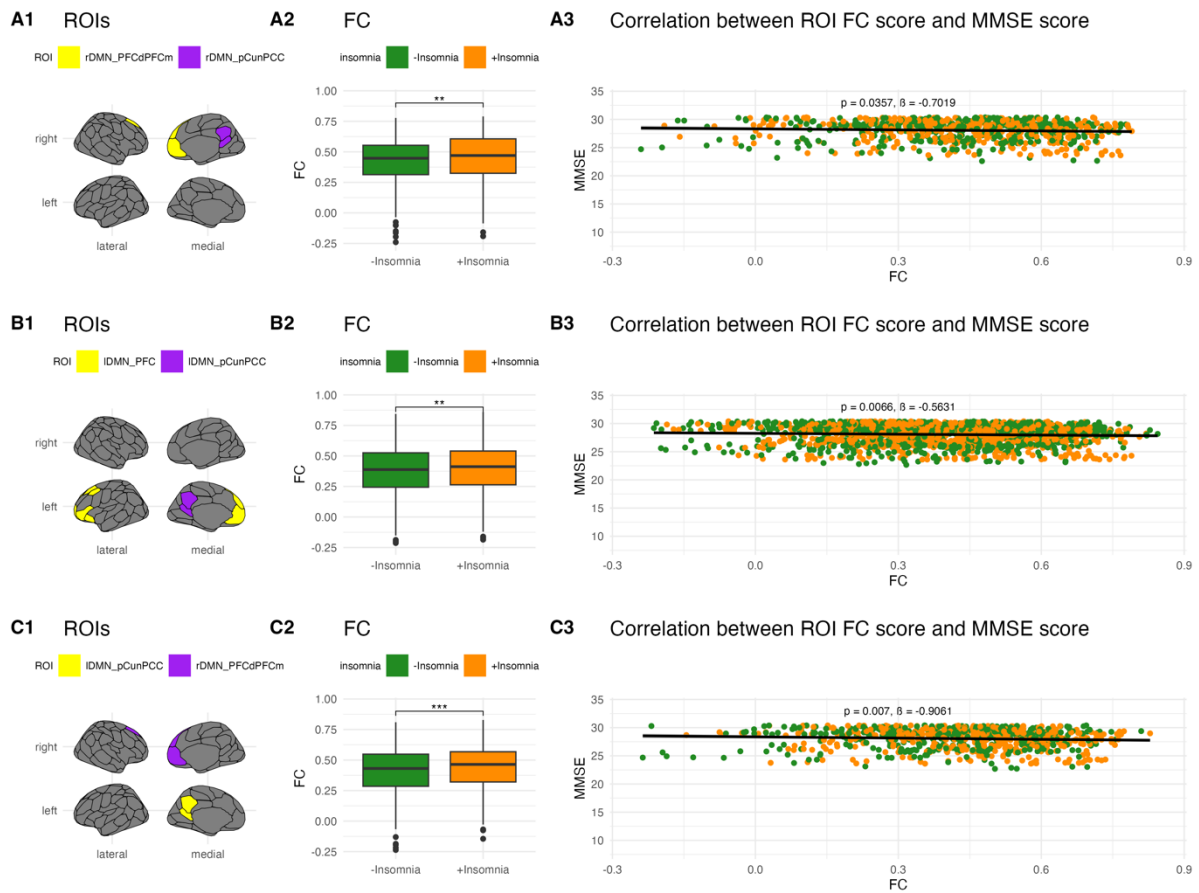 A1 ROIs
ROI rDMN_PFCdPFCm rDMN_pCunPCC
right
left
lateral medial
A2 FC
insomnia -Insomnia +Insomnia
**
1.00
0.75
0.50
0.25
0.00
-0.25
FC
-Insomnia +Insomnia
A3 Correlation between ROI FC score and MMSE score
p = 0.0357, ß = -0.7019
35
30
25
20
15
10
MMSE
-0.3 0.0 0.3 0.6 0.9
FC
B1 ROIs
ROI lDMN_PFC lDMN_pCunPCC
right
left
lateral medial
B2 FC
insomnia -Insomnia +Insomnia
**
1.00
0.75
0.50
0.25
0.00
-0.25
FC
-Insomnia +Insomnia
B3 Correlation between ROI FC score and MMSE score
p = 0.0066, ß = -0.5631
35
30
25
20
15
10
MMSE
-0.3 0.0 0.3 0.6 0.9
FC
C1 ROIs
ROI lDMN_pCunPCC rDMN_PFCdPFCm
right
left
lateral medial
C2 FC
insomnia -Insomnia +Insomnia
***
1.00
0.75
0.50
0.25
0.00
-0.25
FC
-Insomnia +Insomnia
C3 Correlation between ROI FC score and MMSE score
p = 0.007, ß = -0.9061
35
30
25
20
15
10
MMSE
-0.3 0.0 0.3 0.6 0.9
FC